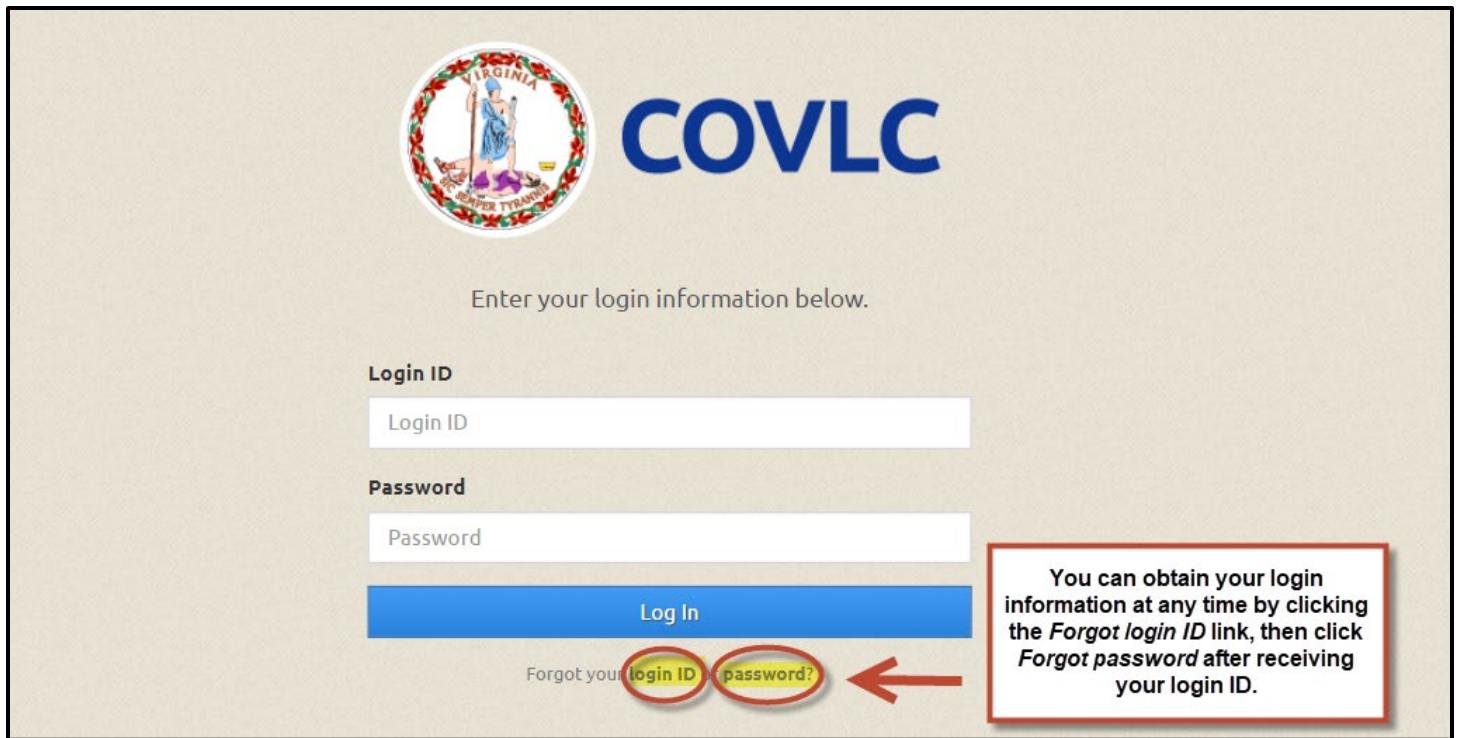 VIRGINIA
SIC SEMPER TYRANNIS
COVLC
Enter your login information below.
Login ID
Login ID
Password
Password
Log In
Forgot your login ID or password?
You can obtain your login
information at any time by clicking
the Forgot login ID link, then click
Forgot password after receiving
your login ID.